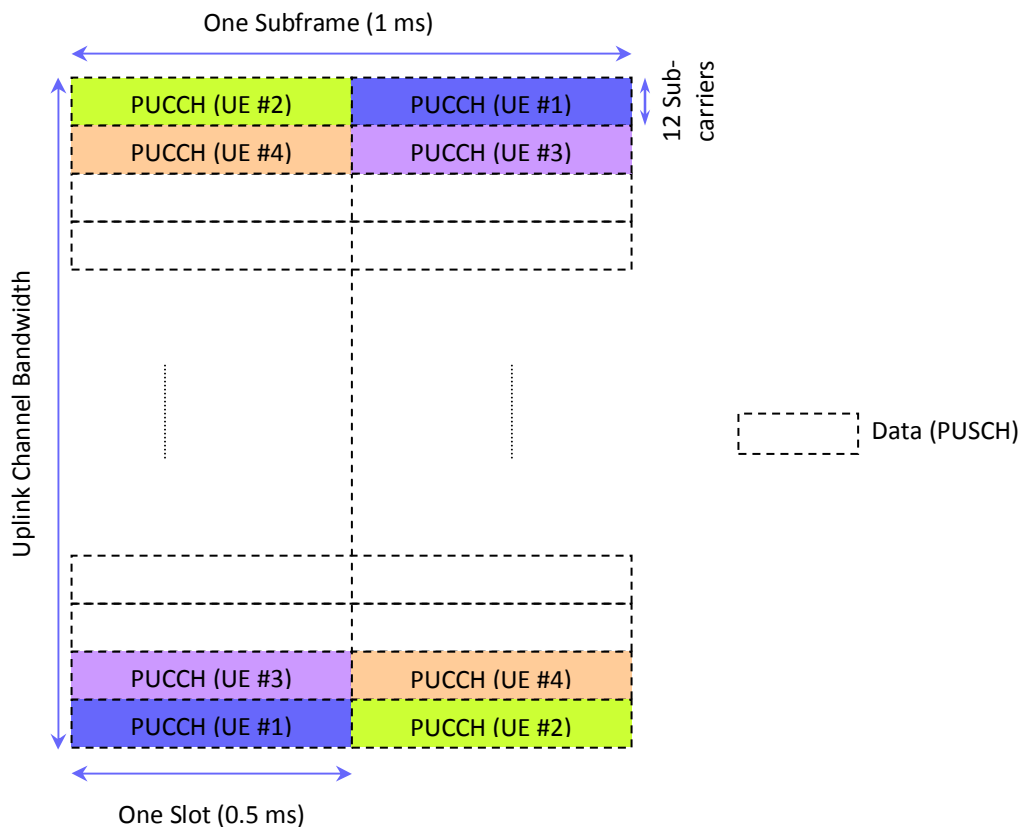 One Subframe (1 ms)
PUCCH (UE #2)
PUCCH (UE #1)
12 Sub-
carriers
PUCCH (UE #4)
PUCCH (UE #3)
Uplink Channel Bandwidth
Data (PUSCH)
PUCCH (UE #3)
PUCCH (UE #4)
PUCCH (UE #1)
PUCCH (UE #2)
One Slot (0.5 ms)